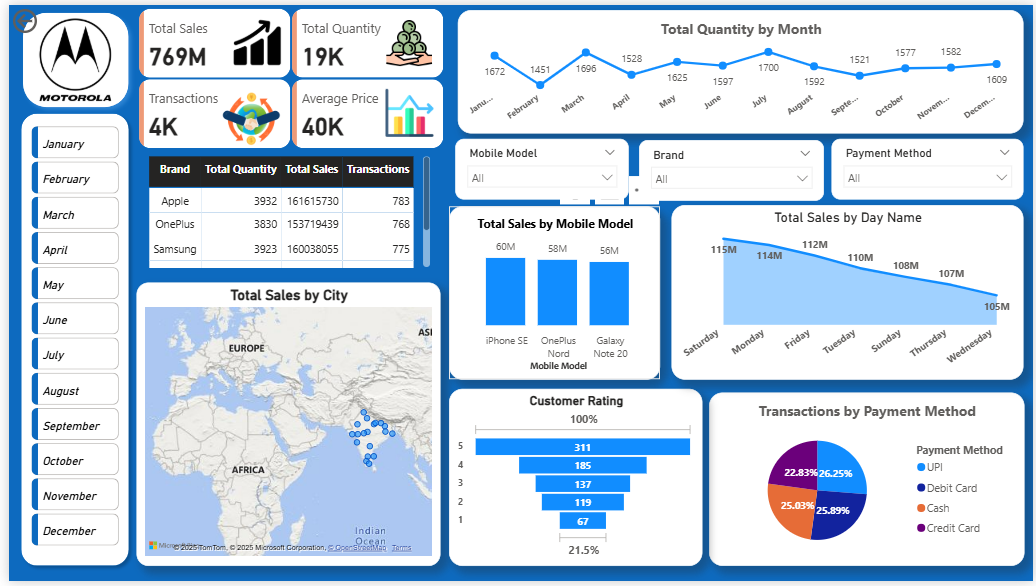 MOTOROLA
Total Sales
769M
Total Quantity
19K
Transactions
4K
Average Price
40K
January
February
March
April
May
June
July
August
September
October
November
December
Brand Total Quantity Total Sales Transactions
Apple 3932 161615730 783
OnePlus 3830 153719439 768
Samsung 3923 160038055 775
Total Sales by City
EUROPE
ASI
AFRICA
Indian
Ocean
Microsoft
© 2025 TomTom, © 2025 Microsoft Corporation, © OpenStreetMap Terms
Total Quantity by Month
1672 1451 1696 1528 1625 1597 1700 1592 1521 1577 1582 1609
Janu... February March April May June July August Septe... October Novem... Decem...
Mobile Model
All
Brand
All
Payment Method
All
Total Sales by Mobile Model
60M 58M 56M
iPhone SE OnePlus Nord Galaxy Note 20
Mobile Model
Total Sales by Day Name
115M 114M 112M 110M 108M 107M 105M
Saturday Monday Friday Tuesday Sunday Thursday Wednesday
Customer Rating
100%
5 311
4 185
3 137
2 119
1 67
21.5%
Transactions by Payment Method
22.83% 26.25%
25.03% 25.89%
Payment Method
UPI
Debit Card
Cash
Credit Card